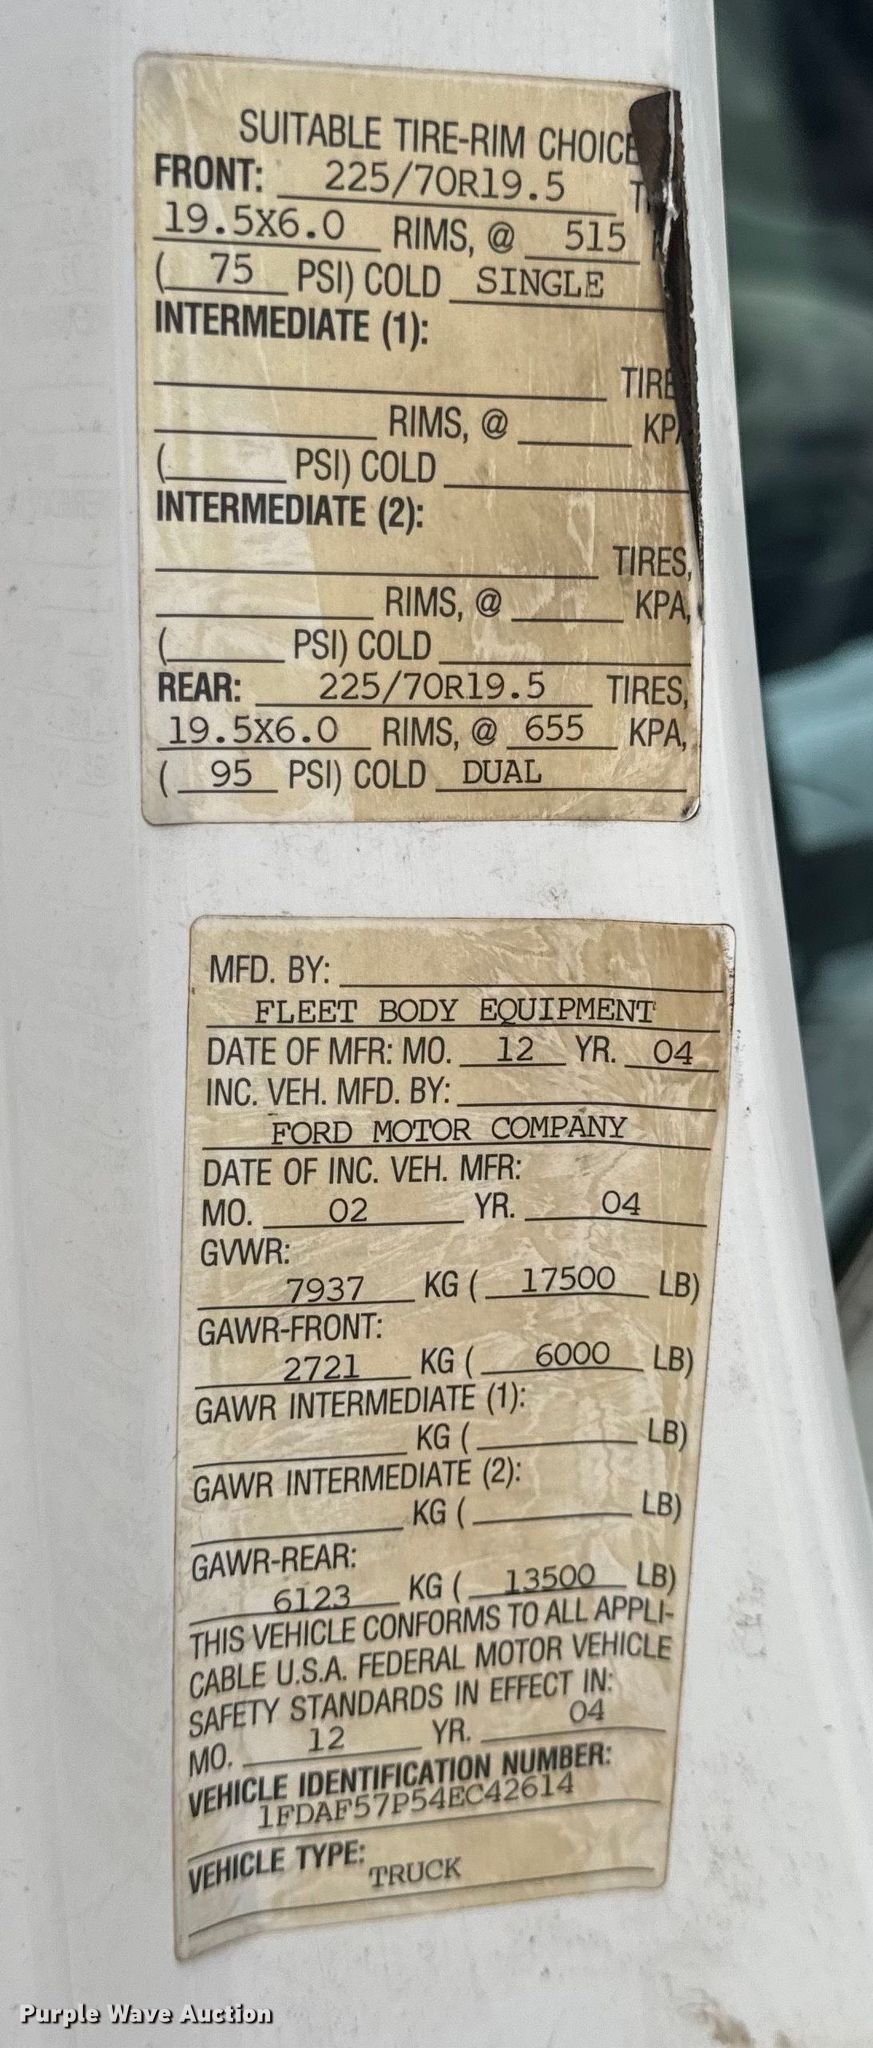 SUITABLE TIRE-RIM CHOICE
FRONT: 225/70R19.5
19.5X6.0 RIMS, @ 515
( 75 PSI) COLD SINGLE
INTERMEDIATE (1):
TIRE
RIMS, @ KPA
( PSI) COLD
INTERMEDIATE (2):
TIRES,
RIMS, @ KPA,
( PSI) COLD
REAR: 225/70R19.5 TIRES,
19.5X6.0 RIMS, @ 655 KPA,
( 95 PSI) COLD DUAL
MFD. BY:
FLEET BODY EQUIPMENT
DATE OF MFR: MO. 12 YR. 04
INC. VEH. MFD. BY:
FORD MOTOR COMPANY
DATE OF INC. VEH. MFR:
MO. 02 YR. 04
GVWR:
7937 KG ( 17500 LB)
GAWR-FRONT:
2721 KG ( 6000 LB)
GAWR INTERMEDIATE (1):
KG ( LB)
GAWR INTERMEDIATE (2):
KG ( LB)
GAWR-REAR:
6123 KG ( 13500 LB)
THIS VEHICLE CONFORMS TO ALL APPLI-
CABLE U.S.A. FEDERAL MOTOR VEHICLE
SAFETY STANDARDS IN EFFECT IN:
MO. 12 YR. 04
VEHICLE IDENTIFICATION NUMBER:
1FDAF57P54EC42614
VEHICLE TYPE:
TRUCK
Purple Wave Auction